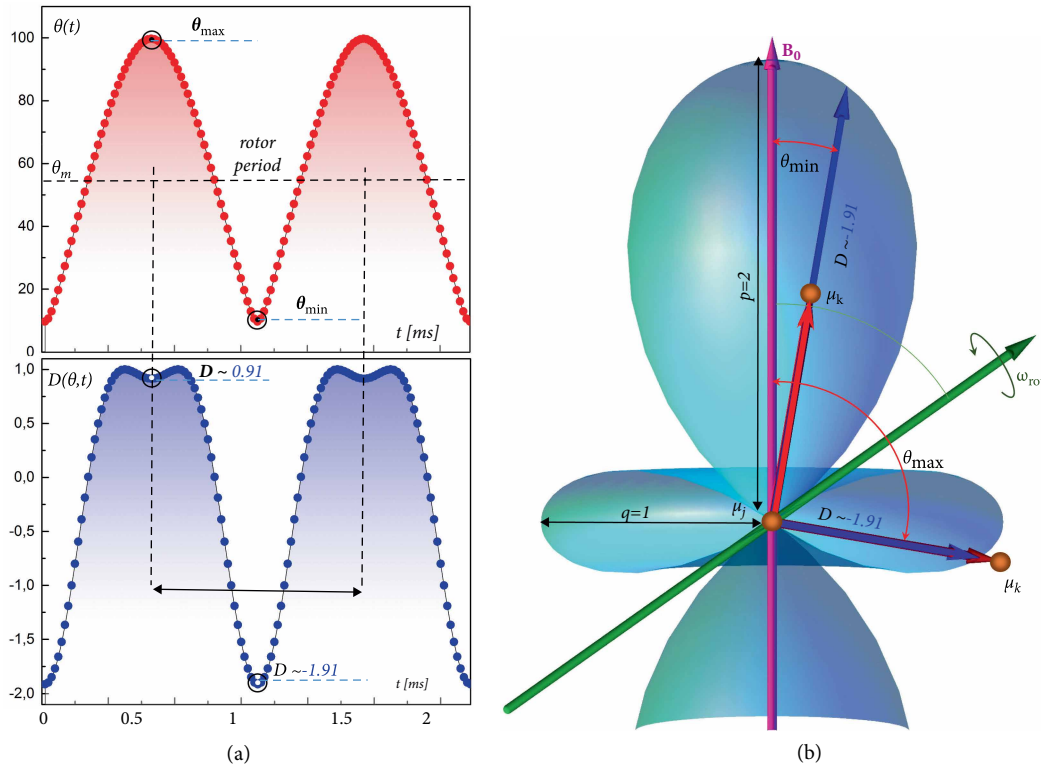 θ(t)
θmax
100
80
60
40
20
0
θm
rotor
period
θmin
t [ms]
D(θ,t)
D ~ 0.91
1,0
0,5
0,0
-0,5
-1,0
-1,5
-2,0
D ~-1.91
t [ms]
0
0.5
1
1.5
2
(a)
B0
θmin
D ~-1.91
p=2
μk
ωro
θmax
μj
q=1
D ~-1.91
μk
(b)